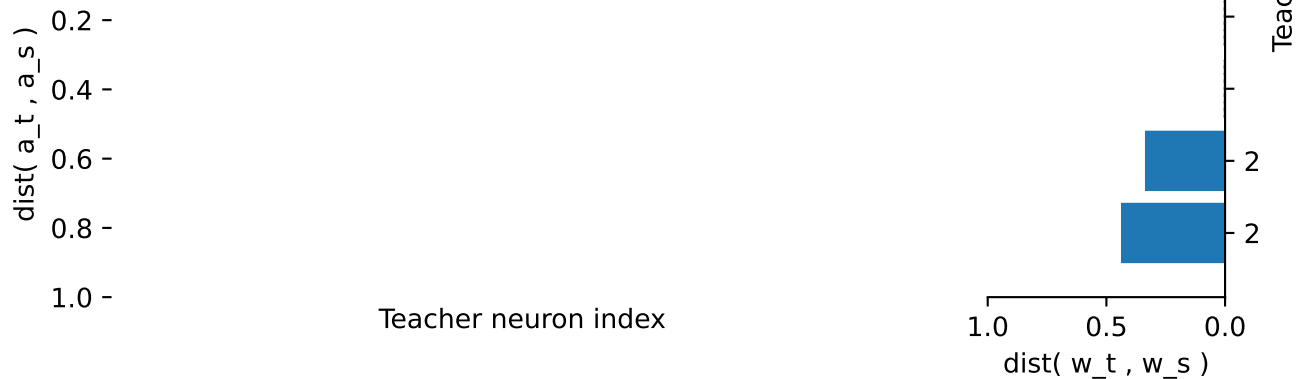 0.2
0.4
0.6
0.8
1.0
dist( a_t , a_s )
Teacher neuron index
2
2
1.0 0.5 0.0
dist( w_t , w_s )